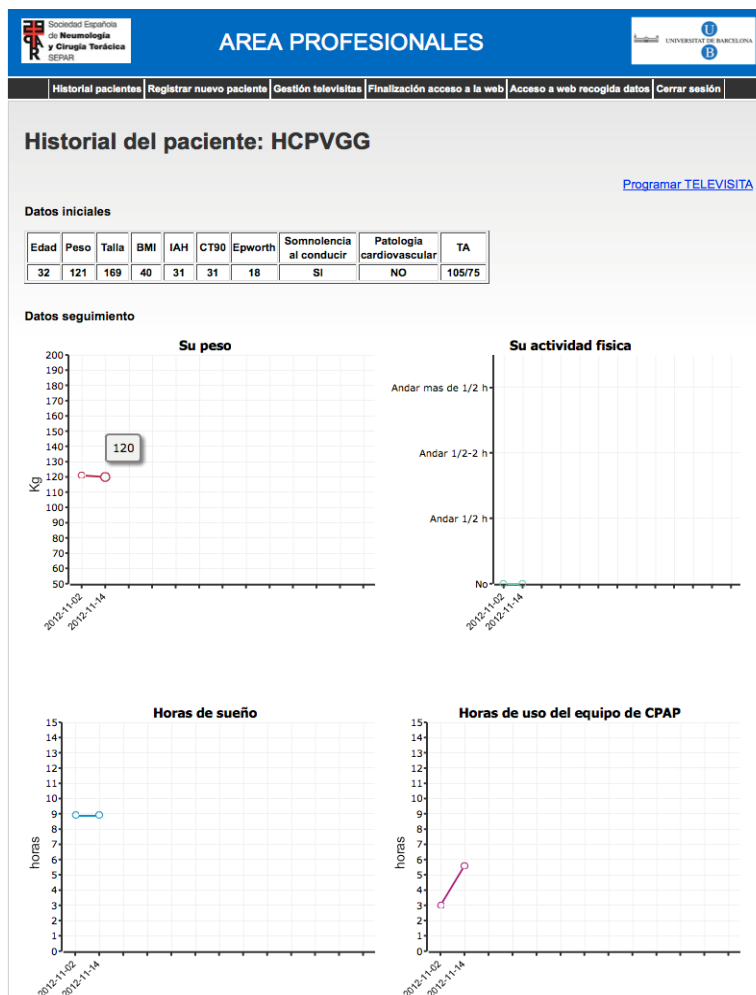 Sociedad Española
de Neumología
y Cirugía Torácica
SEPAR
AREA PROFESIONALES
UNIVERSITAT DE BARCELONA
U
B
Historial pacientes Registrar nuevo paciente Gestión televisitas Finalización acceso a la web Acceso a web recogida datos Cerrar sesión
Historial del paciente: HCPVGG
Programar TELEVISITA
Datos iniciales
Edad Peso Talla BMI IAH CT90 Epworth Somnolencia al conducir Patologia cardiovascular TA
32 121 169 40 31 31 18 SI NO 105/75
Datos seguimiento
Su peso
200
190
180
170
160
150
140
130
120
110
100
90
80
70
60
50
Kg
120
2012-11-02
2012-11-14
Su actividad fisica
Andar mas de 1/2 h
Andar 1/2-2 h
Andar 1/2 h
No
2012-11-02
2012-11-14
Horas de sueño
15
14
13
12
11
10
9
8
7
6
5
4
3
2
1
0
horas
2012-11-02
2012-11-14
Horas de uso del equipo de CPAP
15
14
13
12
11
10
9
8
7
6
5
4
3
2
1
0
horas
2012-11-02
2012-11-14